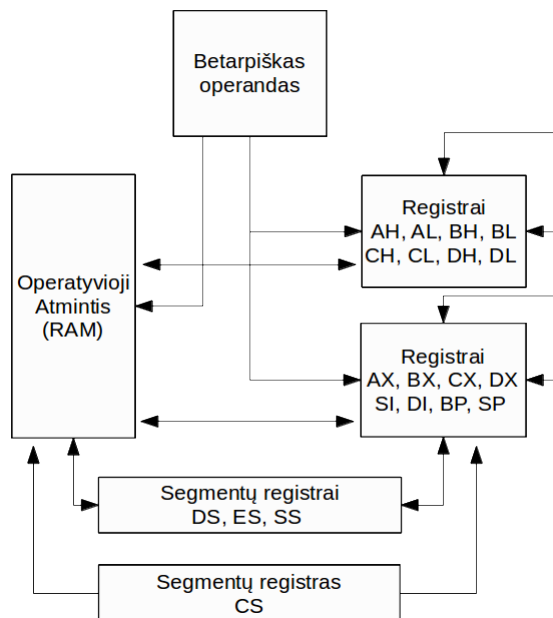 Betarpiškas
operandas
Registrai
AH, AL, BH, BL
CH, CL, DH, DL
Operatyvioji
Atmintis
(RAM)
Registrai
AX, BX, CX, DX
SI, DI, BP, SP
Segmentų registrai
DS, ES, SS
Segmentų registras
CS